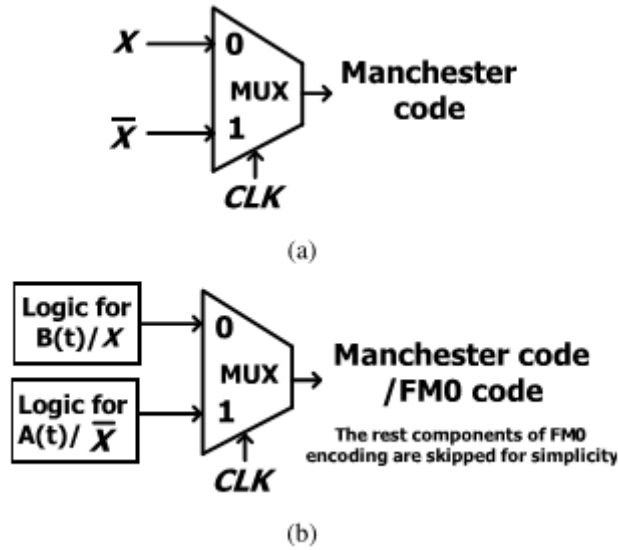 X
0
MUX
Manchester
code
X̅
1
CLK
(a)
Logic for
B(t)/X
0
MUX
Manchester code
/FM0 code
Logic for
A(t)/ X̅
1
The rest components of FM0
encoding are skipped for simplicity
CLK
(b)